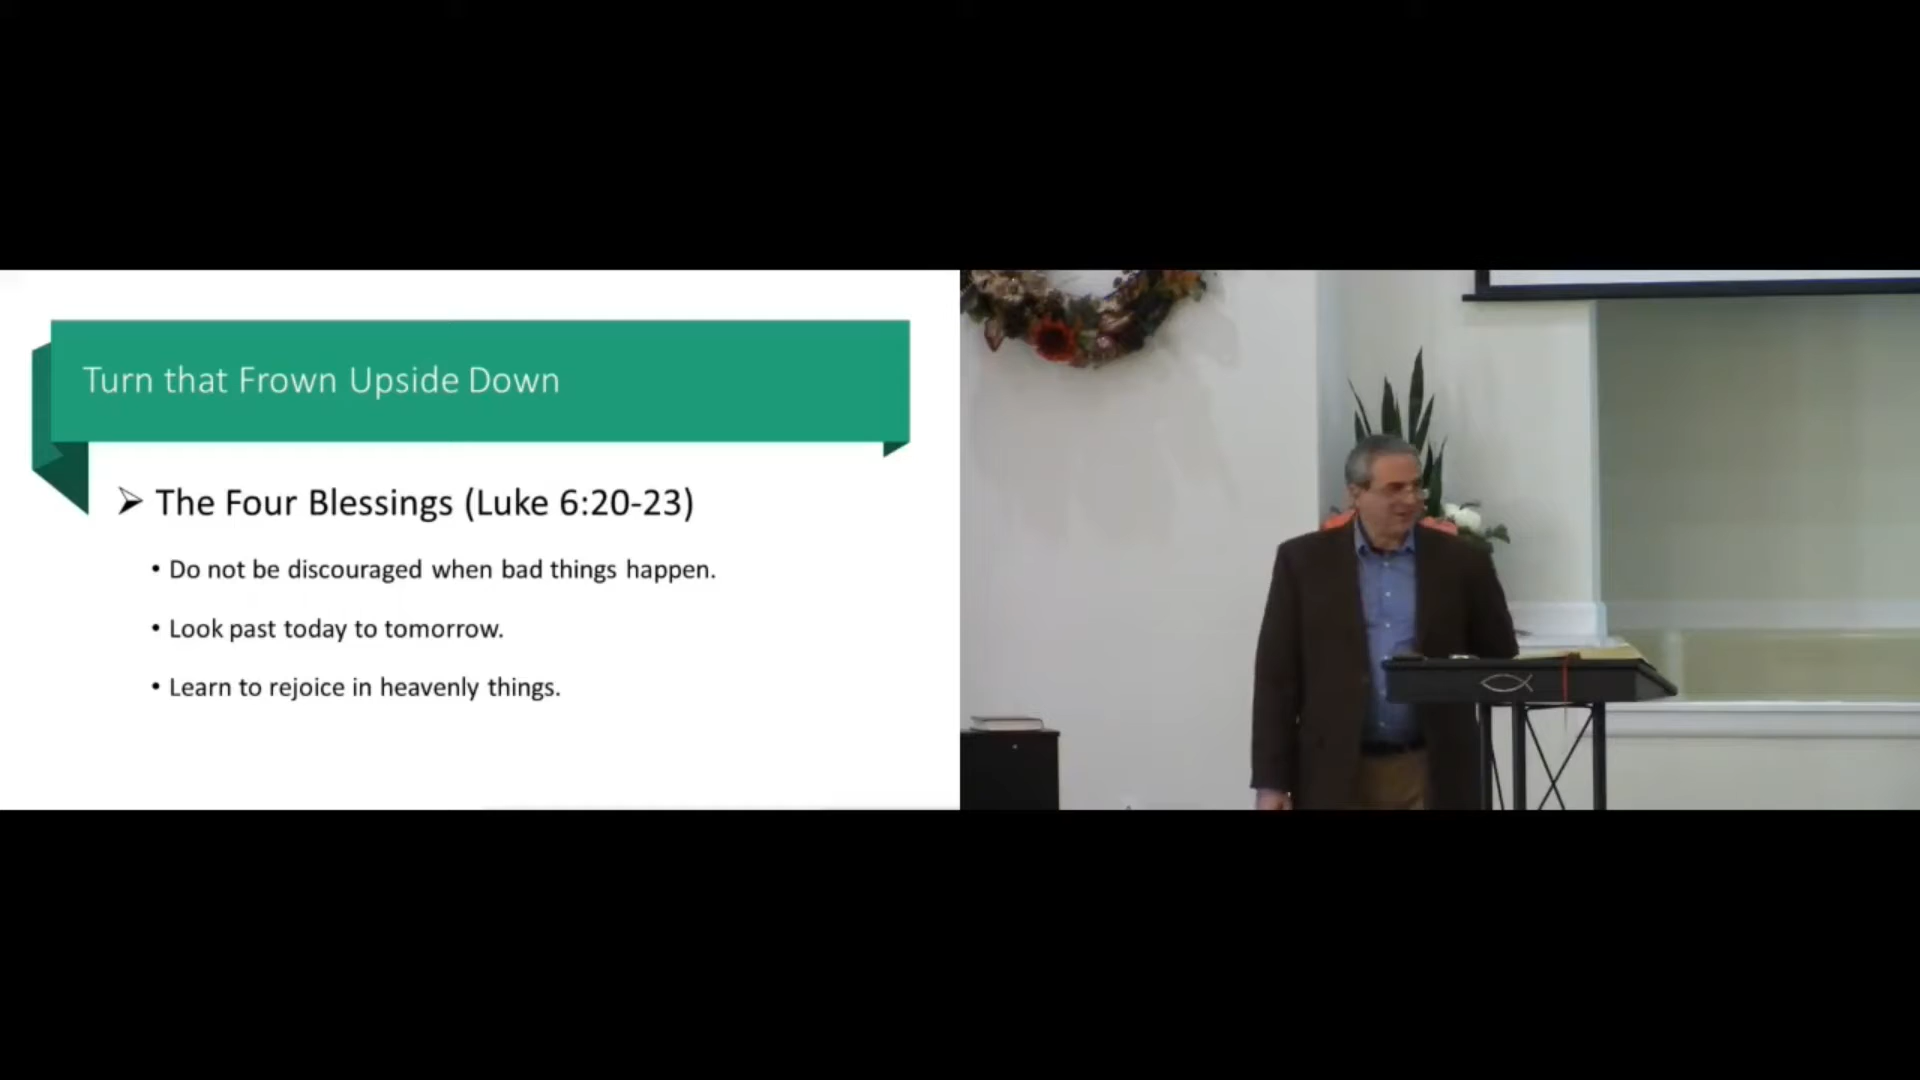 Turn that Frown Upside Down
➢ The Four Blessings (Luke 6:20-23)
• Do not be discouraged when bad things happen.
• Look past today to tomorrow.
• Learn to rejoice in heavenly things.